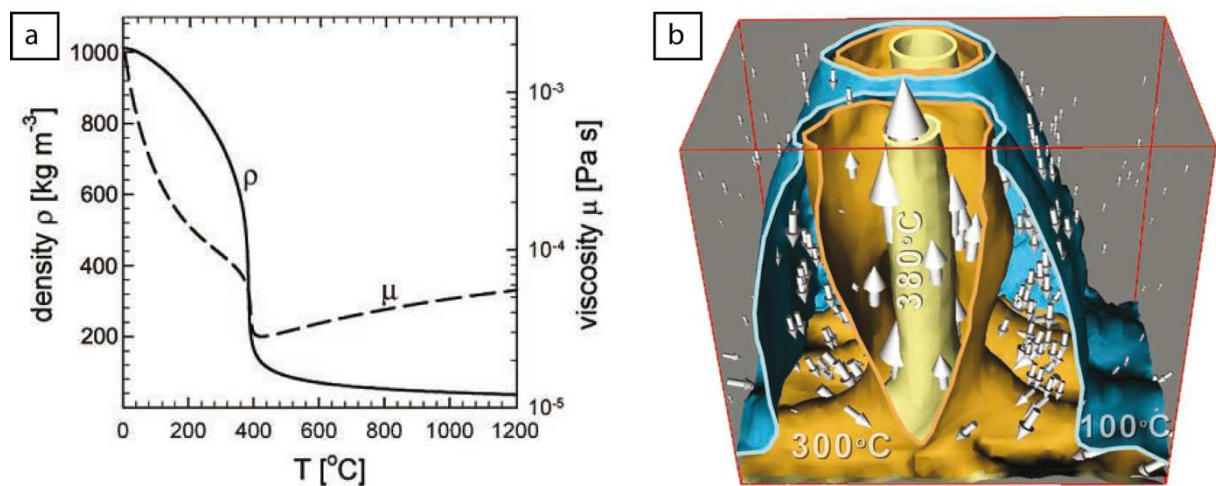 a
1000
800
600
400
200
density ρ [kg m⁻³]
ρ
μ
10⁻³
10⁻⁴
10⁻⁵
viscosity μ [Pa s]
0 200 400 600 800 1000 1200
T [°C]
b
380°C
300°C
100°C